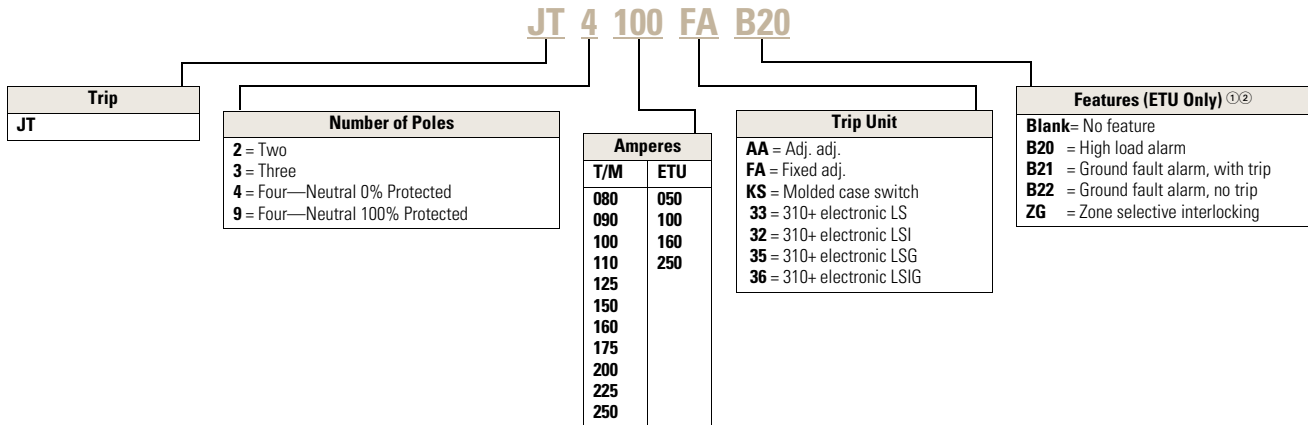 JT 4 100 FA B20
Trip
JT
Number of Poles
2 = Two
3 = Three
4 = Four—Neutral 0% Protected
9 = Four—Neutral 100% Protected
Amperes
T/M ETU
080 050
090 100
100 160
110 250
125
150
160
175
200
225
250
Trip Unit
AA = Adj. adj.
FA = Fixed adj.
KS = Molded case switch
33 = 310+ electronic LS
32 = 310+ electronic LSI
35 = 310+ electronic LSG
36 = 310+ electronic LSIG
Features (ETU Only) ①②
Blank= No feature
B20 = High load alarm
B21 = Ground fault alarm, with trip
B22 = Ground fault alarm, no trip
ZG = Zone selective interlocking